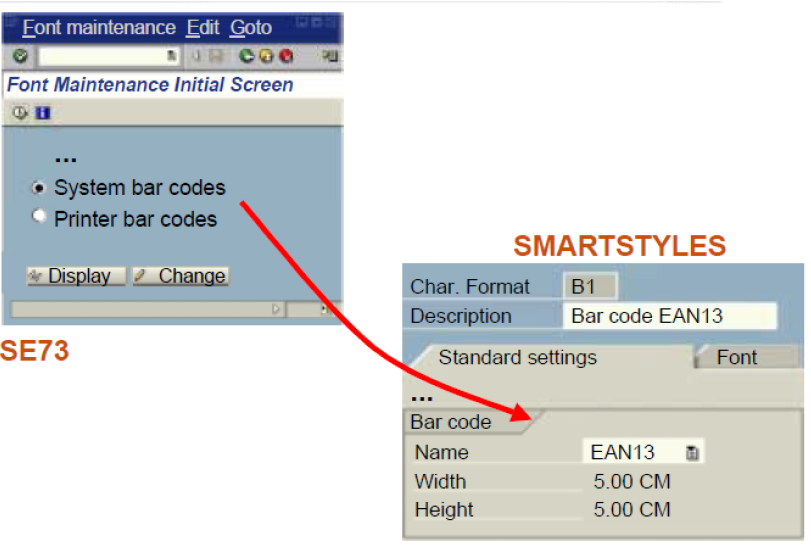 Font maintenance Edit Goto
Font Maintenance Initial Screen
...
System bar codes
Printer bar codes
Display Change
SE73
SMARTSTYLES
Char. Format B1
Description Bar code EAN13
Standard settings Font
...
Bar code
Name EAN13
Width 5.00 CM
Height 5.00 CM